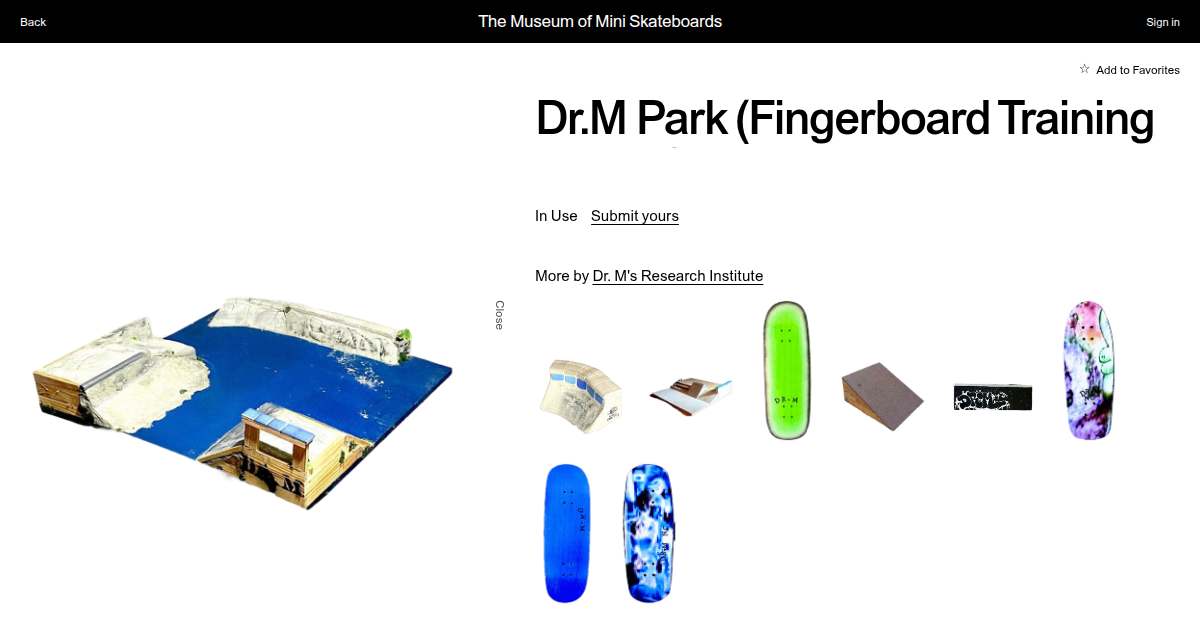 Back
The Museum of Mini Skateboards
Sign in
☆ Add to Favorites
Dr.M Park (Fingerboard Training
In Use Submit yours
More by Dr. M's Research Institute
Close
DR-M